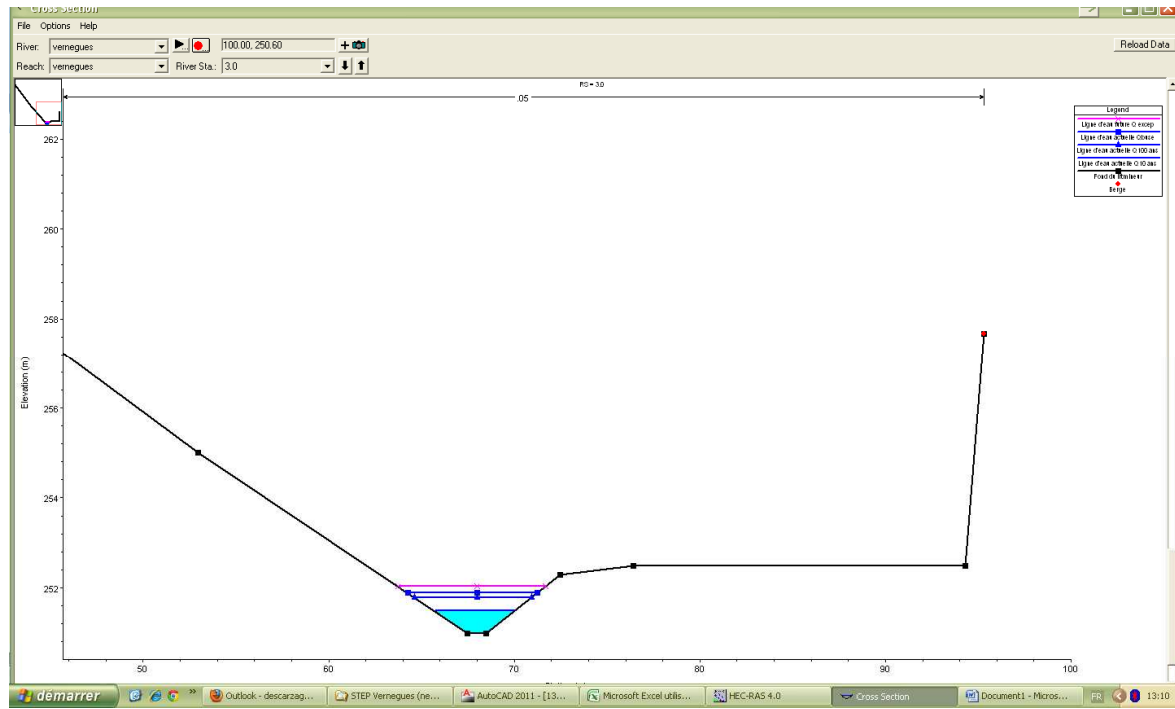 Cross Section
File Options Help
River: vernegues 100.00, 250.60 Reload Data
Reach: vernegues River Sta.: 3.0
RS = 3.0
.05
Legend
Ligne d'eau future Q excep
Ligne d'eau actuelle Qbuse
Ligne d'eau actuelle Q 100 ans
Ligne d'eau actuelle Q 10 ans
Fond du
Berge
262
260
258
256
254
252
Elevation (m)
50 60 70 80 90 100
démarrer Outlook - descarzag... STEP Vernegues (ne... AutoCAD 2011 - [13... Microsoft Excel utilis... HEC-RAS 4.0 Cross Section Document1 - Micros... FR 13:10